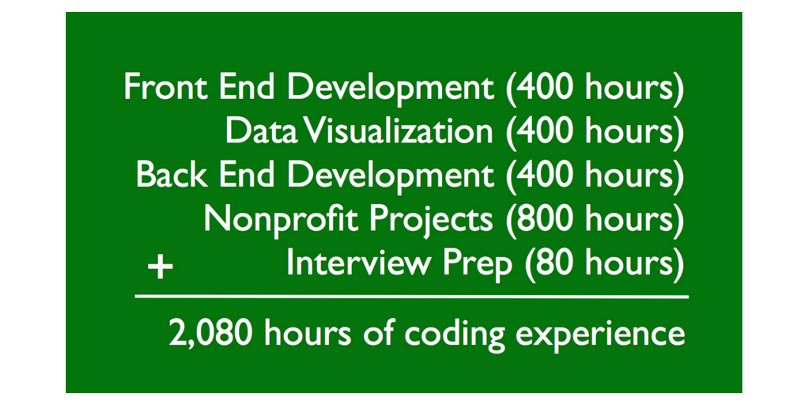 Front End Development (400 hours)
Data Visualization (400 hours)
Back End Development (400 hours)
Nonprofit Projects (800 hours)
+ Interview Prep (80 hours)
2,080 hours of coding experience